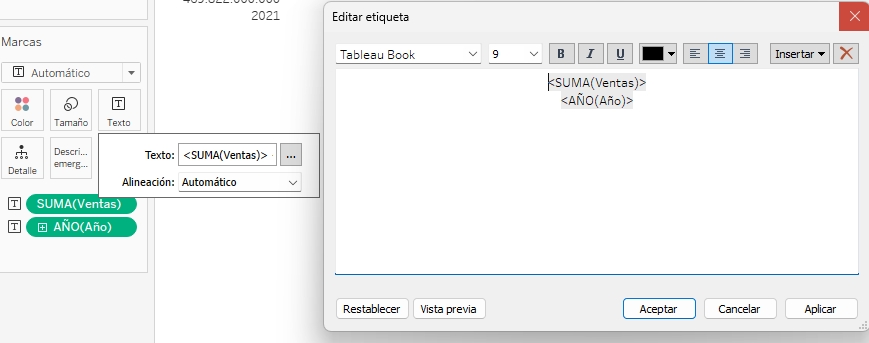 2021
Marcas
Automático
Color
Tamaño
Texto
Detalle
Descri...
emerg...
SUMA(Ventas)
AÑO(Año)
Texto: <SUMA(Ventas)> ...
Alineación: Automático
Editar etiqueta
Tableau Book 9 B I U Insertar
<SUMA(Ventas)>
<AÑO(Año)>
Restablecer
Vista previa
Aceptar
Cancelar
Aplicar